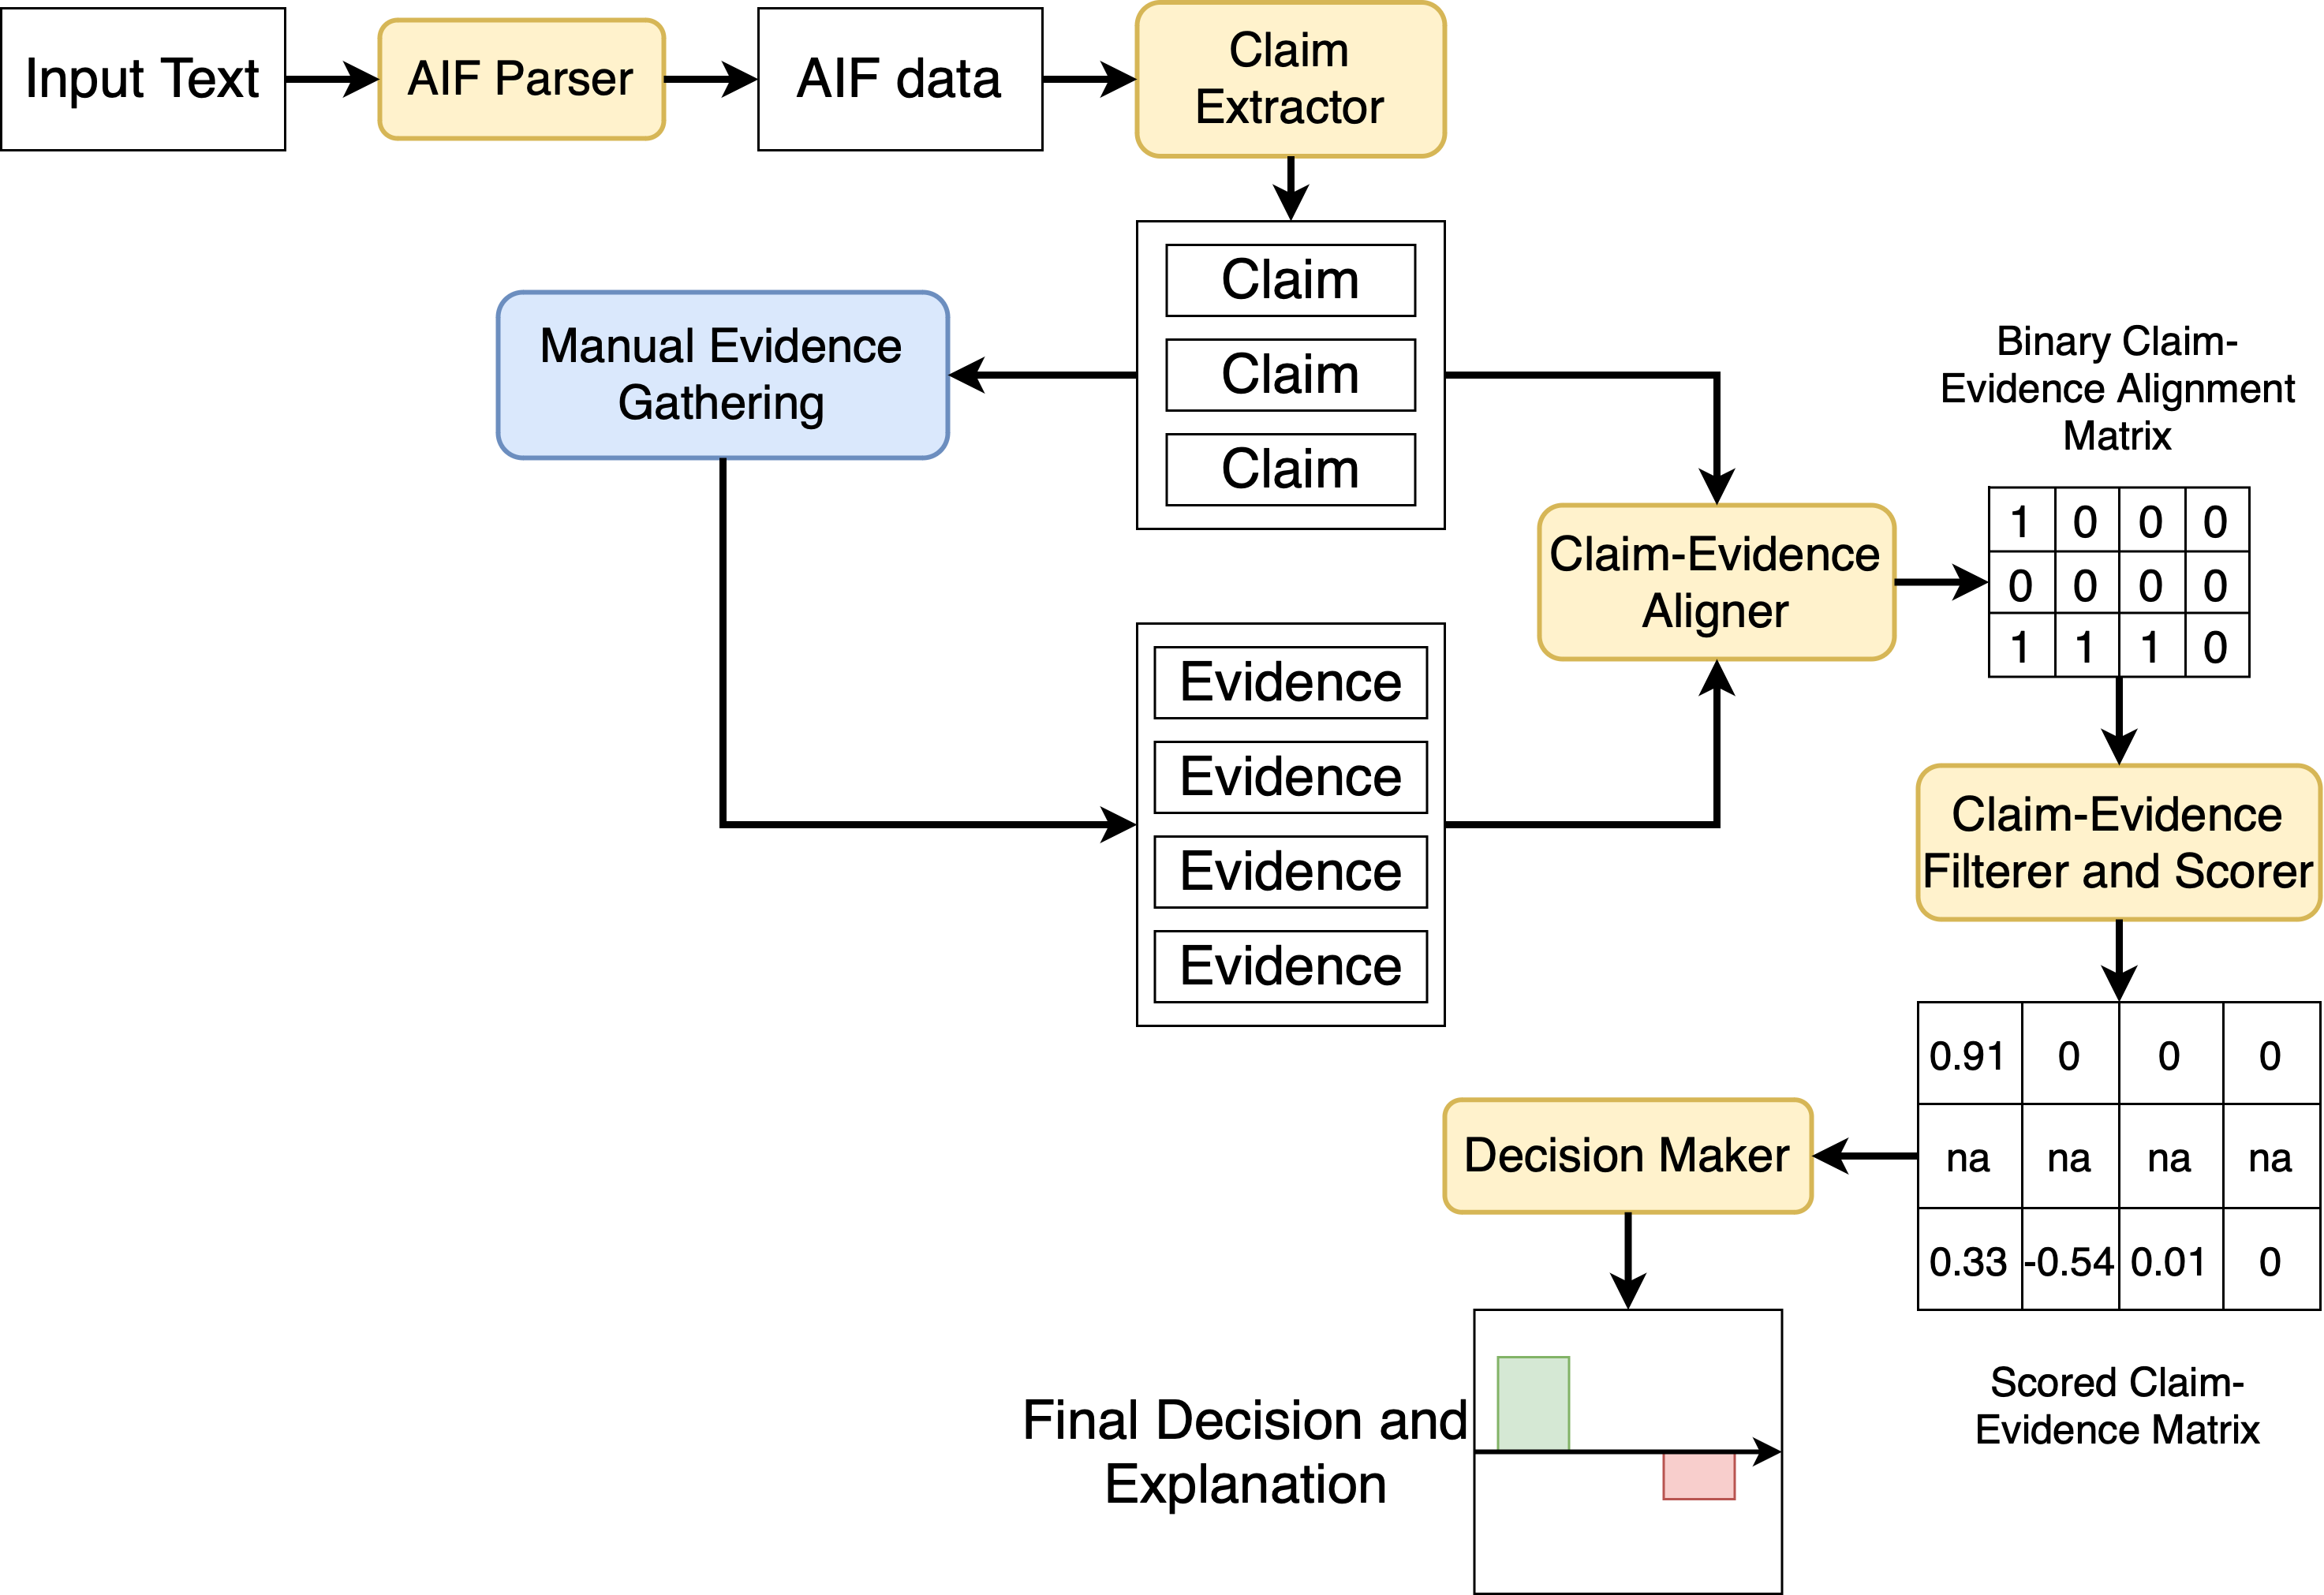 Input Text
AIF Parser
AIF data
Claim
Extractor
Claim
Claim
Claim
Manual Evidence
Gathering
Binary Claim-
Evidence Alignment
Matrix
Claim-Evidence
Aligner
1 0 0 0
0 0 0 0
1 1 1 0
Evidence
Evidence
Evidence
Evidence
Claim-Evidence
Filterer and Scorer
0.91 0 0 0
na na na na
0.33 -0.54 0.01 0
Decision Maker
Scored Claim-
Evidence Matrix
Final Decision and
Explanation